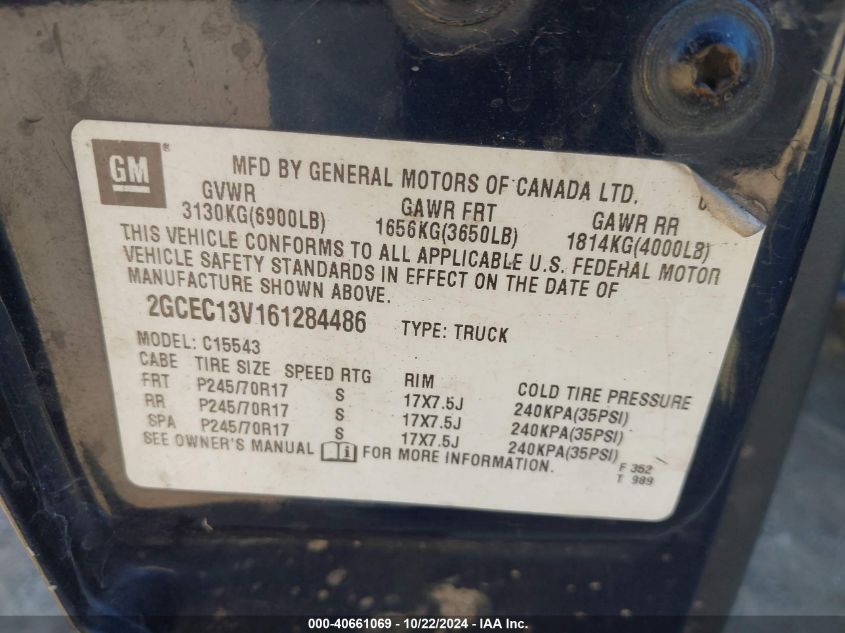 GM
MFD BY GENERAL MOTORS OF CANADA LTD.
GVWR GAWR FRT GAWR RR
3130KG(6900LB) 1656KG(3650LB) 1814KG(4000LB)
THIS VEHICLE CONFORMS TO ALL APPLICABLE U.S. FEDERAL MOTOR
VEHICLE SAFETY STANDARDS IN EFFECT ON THE DATE OF
MANUFACTURE SHOWN ABOVE.
2GCEC13V161284486 TYPE: TRUCK
MODEL: C15543
CABE TIRE SIZE SPEED RTG RIM COLD TIRE PRESSURE
FRT P245/70R17 S 17X7.5J 240KPA(35PSI)
RR P245/70R17 S 17X7.5J 240KPA(35PSI)
SPA P245/70R17 S 17X7.5J 240KPA(35PSI)
SEE OWNER'S MANUAL i FOR MORE INFORMATION.
F 352
T 989
000-40661069 - 10/22/2024 - IAA Inc.